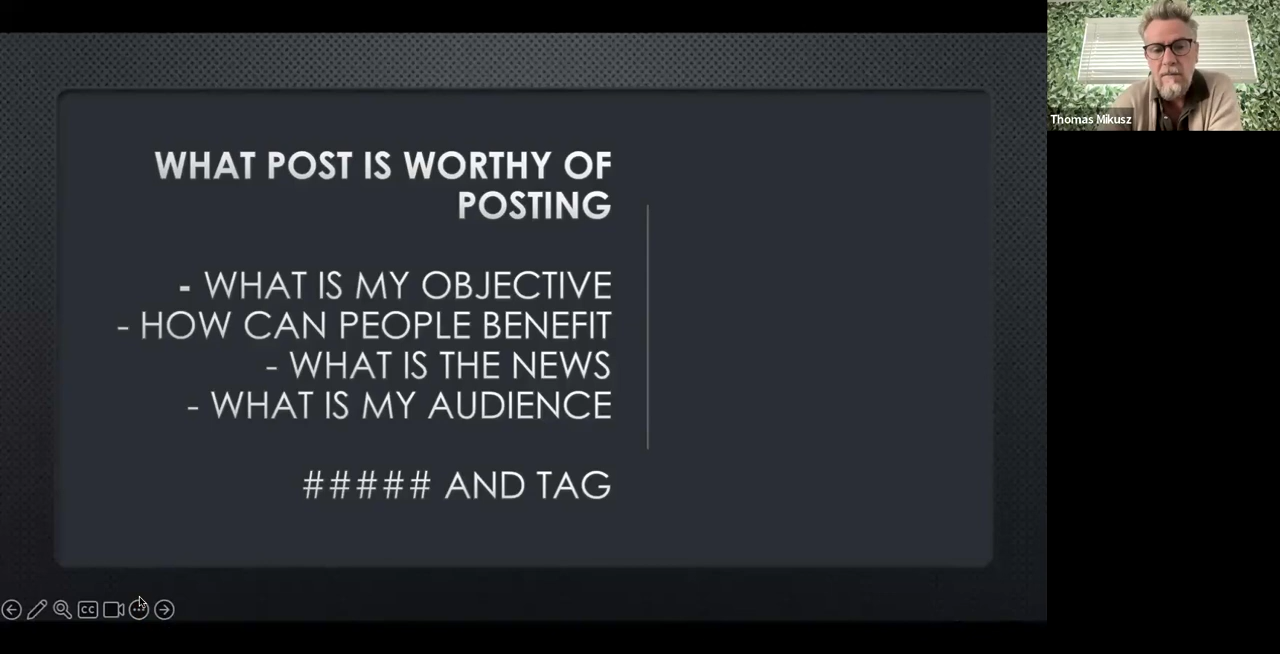 WHAT POST IS WORTHY OF
POSTING
- WHAT IS MY OBJECTIVE
- HOW CAN PEOPLE BENEFIT
- WHAT IS THE NEWS
- WHAT IS MY AUDIENCE
##### AND TAG
Thomas Mikusz
CC